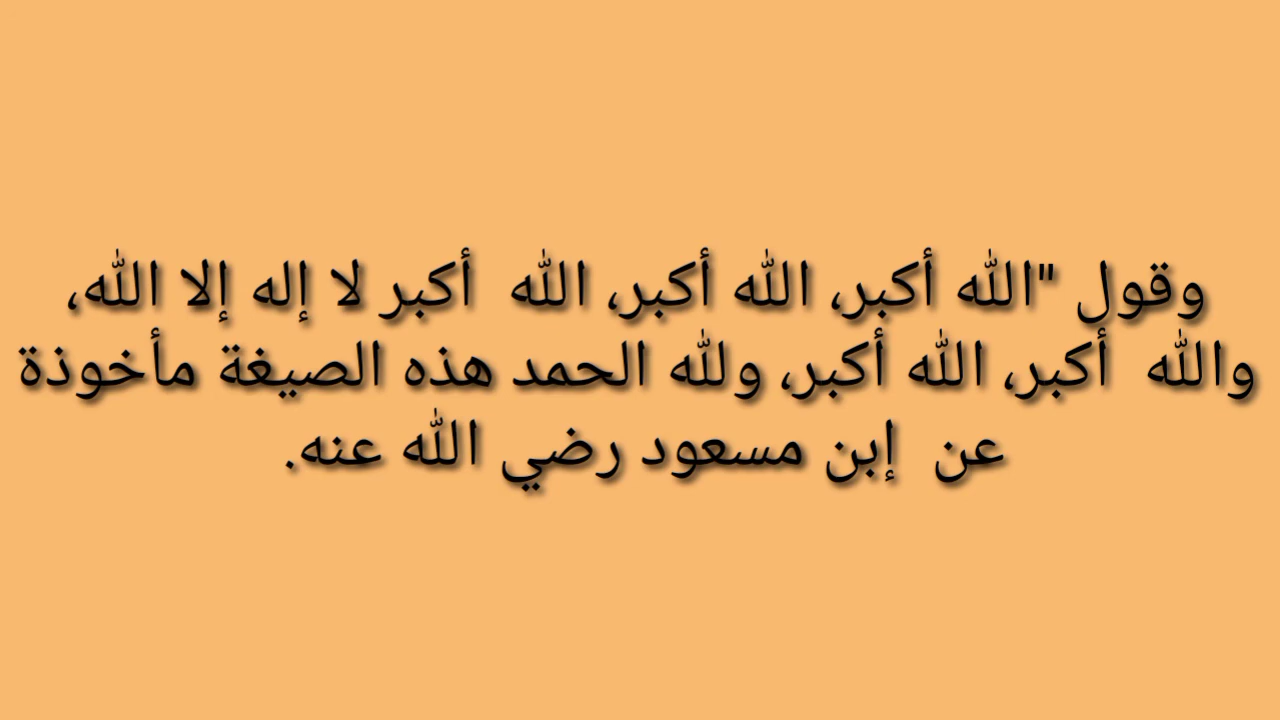 وقول "الله أكبر، الله أكبر، الله  أكبر لا إله إلا الله،
والله  أكبر، الله أكبر، ولله الحمد هذه الصيغة مأخوذة
عن  إبن مسعود رضي الله عنه.